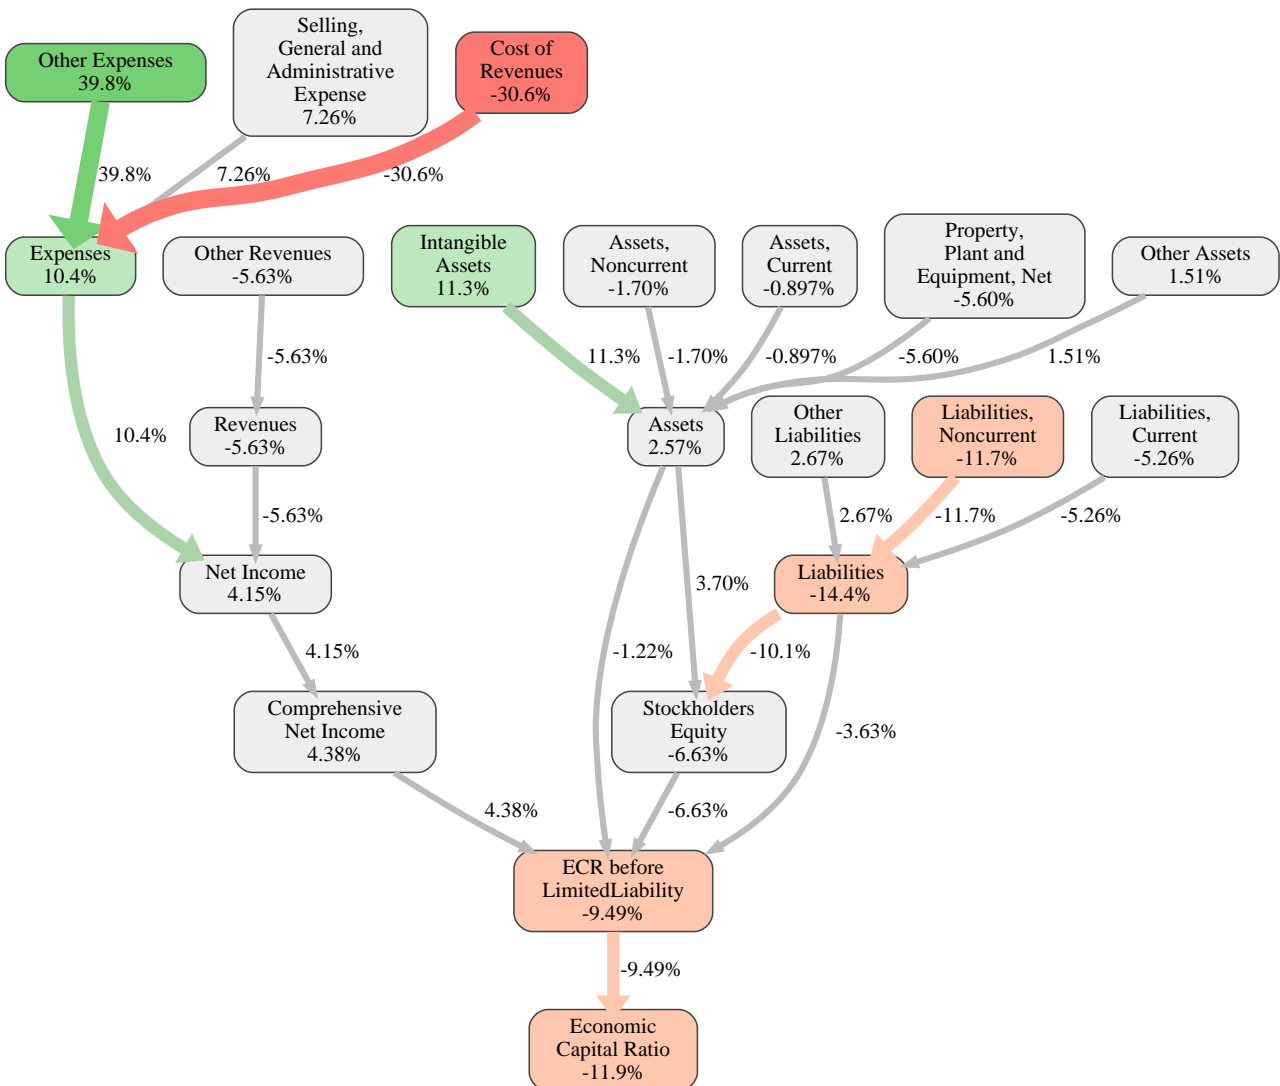 Selling,
General and
Administrative
Expense
7.26%
Other Expenses
39.8%
Cost of
Revenues
-30.6%
39.8%
7.26%
-30.6%
Expenses
10.4%
Other Revenues
-5.63%
Intangible
Assets
11.3%
Assets,
Noncurrent
-1.70%
Assets,
Current
-0.897%
Property,
Plant and
Equipment, Net
-5.60%
Other Assets
1.51%
-5.63%
11.3%
-1.70%
-0.897%
-5.60%
1.51%
10.4%
Revenues
-5.63%
Assets
2.57%
Other
Liabilities
2.67%
Liabilities,
Noncurrent
-11.7%
Liabilities,
Current
-5.26%
-5.63%
2.67%
-11.7%
-5.26%
Net Income
4.15%
3.70%
Liabilities
-14.4%
4.15%
-1.22%
-10.1%
Comprehensive
Net Income
4.38%
Stockholders
Equity
-6.63%
-3.63%
4.38%
-6.63%
ECR before
LimitedLiability
-9.49%
-9.49%
Economic
Capital Ratio
-11.9%